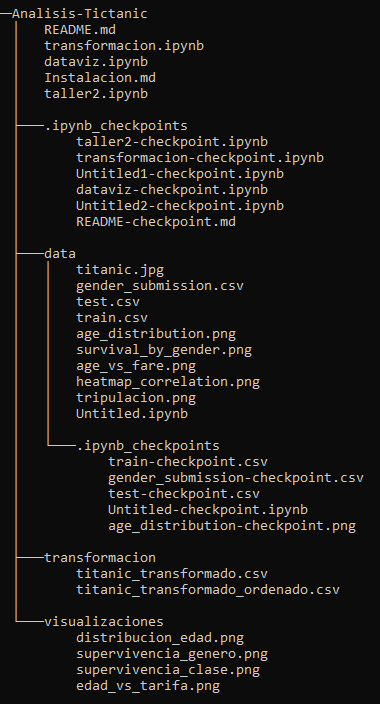 Analisis-Tictanic
README.md
transformacion.ipynb
dataviz.ipynb
Instalacion.md
taller2.ipynb
.ipynb_checkpoints
taller2-checkpoint.ipynb
transformacion-checkpoint.ipynb
Untitled1-checkpoint.ipynb
dataviz-checkpoint.ipynb
Untitled2-checkpoint.ipynb
README-checkpoint.md
data
titanic.jpg
gender_submission.csv
test.csv
train.csv
age_distribution.png
survival_by_gender.png
age_vs_fare.png
heatmap_correlation.png
tripulacion.png
Untitled.ipynb
.ipynb_checkpoints
train-checkpoint.csv
gender_submission-checkpoint.csv
test-checkpoint.csv
Untitled-checkpoint.ipynb
age_distribution-checkpoint.png
transformacion
titanic_transformado.csv
titanic_transformado_ordenado.csv
visualizaciones
distribucion_edad.png
supervivencia_genero.png
supervivencia_clase.png
edad_vs_tarifa.png